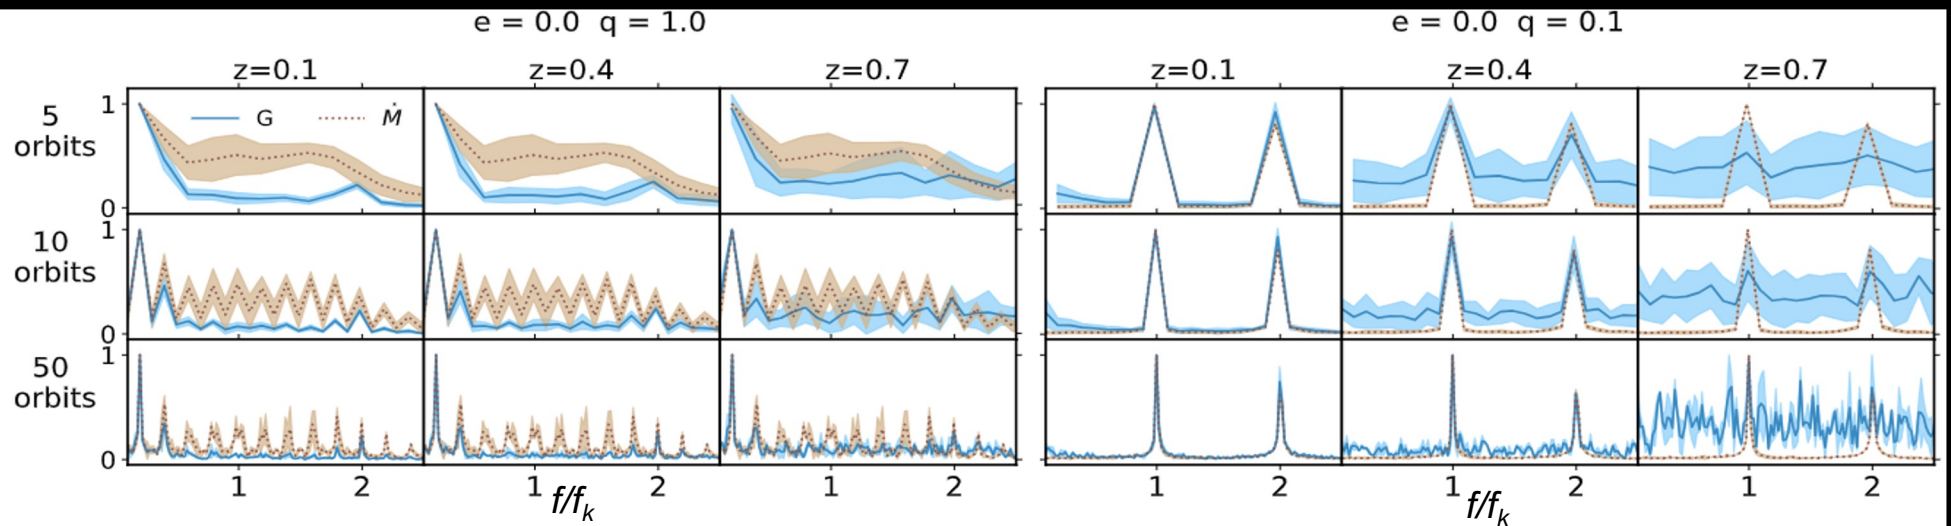 e = 0.0 q = 1.0
e = 0.0 q = 0.1
z=0.1
z=0.4
z=0.7
z=0.1
z=0.4
z=0.7
5
orbits
1
0
G
Ṁ
10
orbits
1
0
50
orbits
1
0
1
2
1
2
1
2
1
2
1
2
1
2
f/fk
f/fk